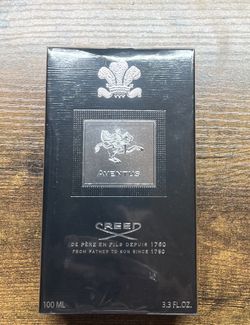 AVENTUS
CREED
DE PÈRE EN FILS DEPUIS 1760
FROM FATHER TO SON SINCE 1760
100 ML 3.3 FL.OZ.